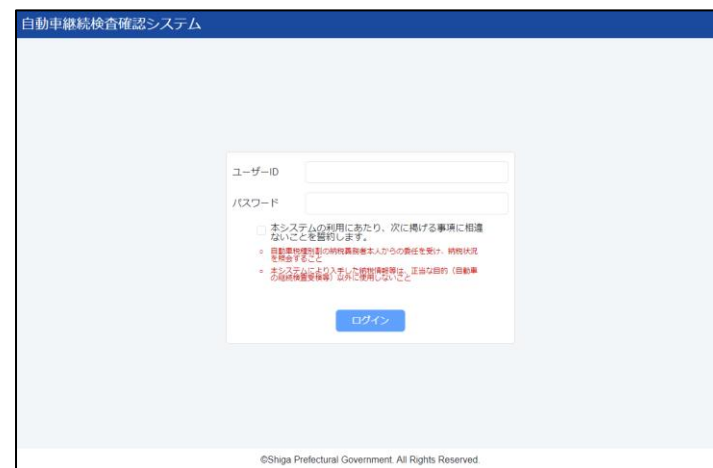 自動車継続検査確認システム
ユーザーID
パスワード
本システムの利用にあたり、次に掲げる事項に相違
ないことを誓約します。
自動車税種別割の納税義務者本人からの委任を受け、納税状況
を照会すること
本システムにより入手した納税情報等は、正当な目的（自動車
の継続検査受検等）以外に使用しないこと
ログイン
©Shiga Prefectural Government. All Rights Reserved.